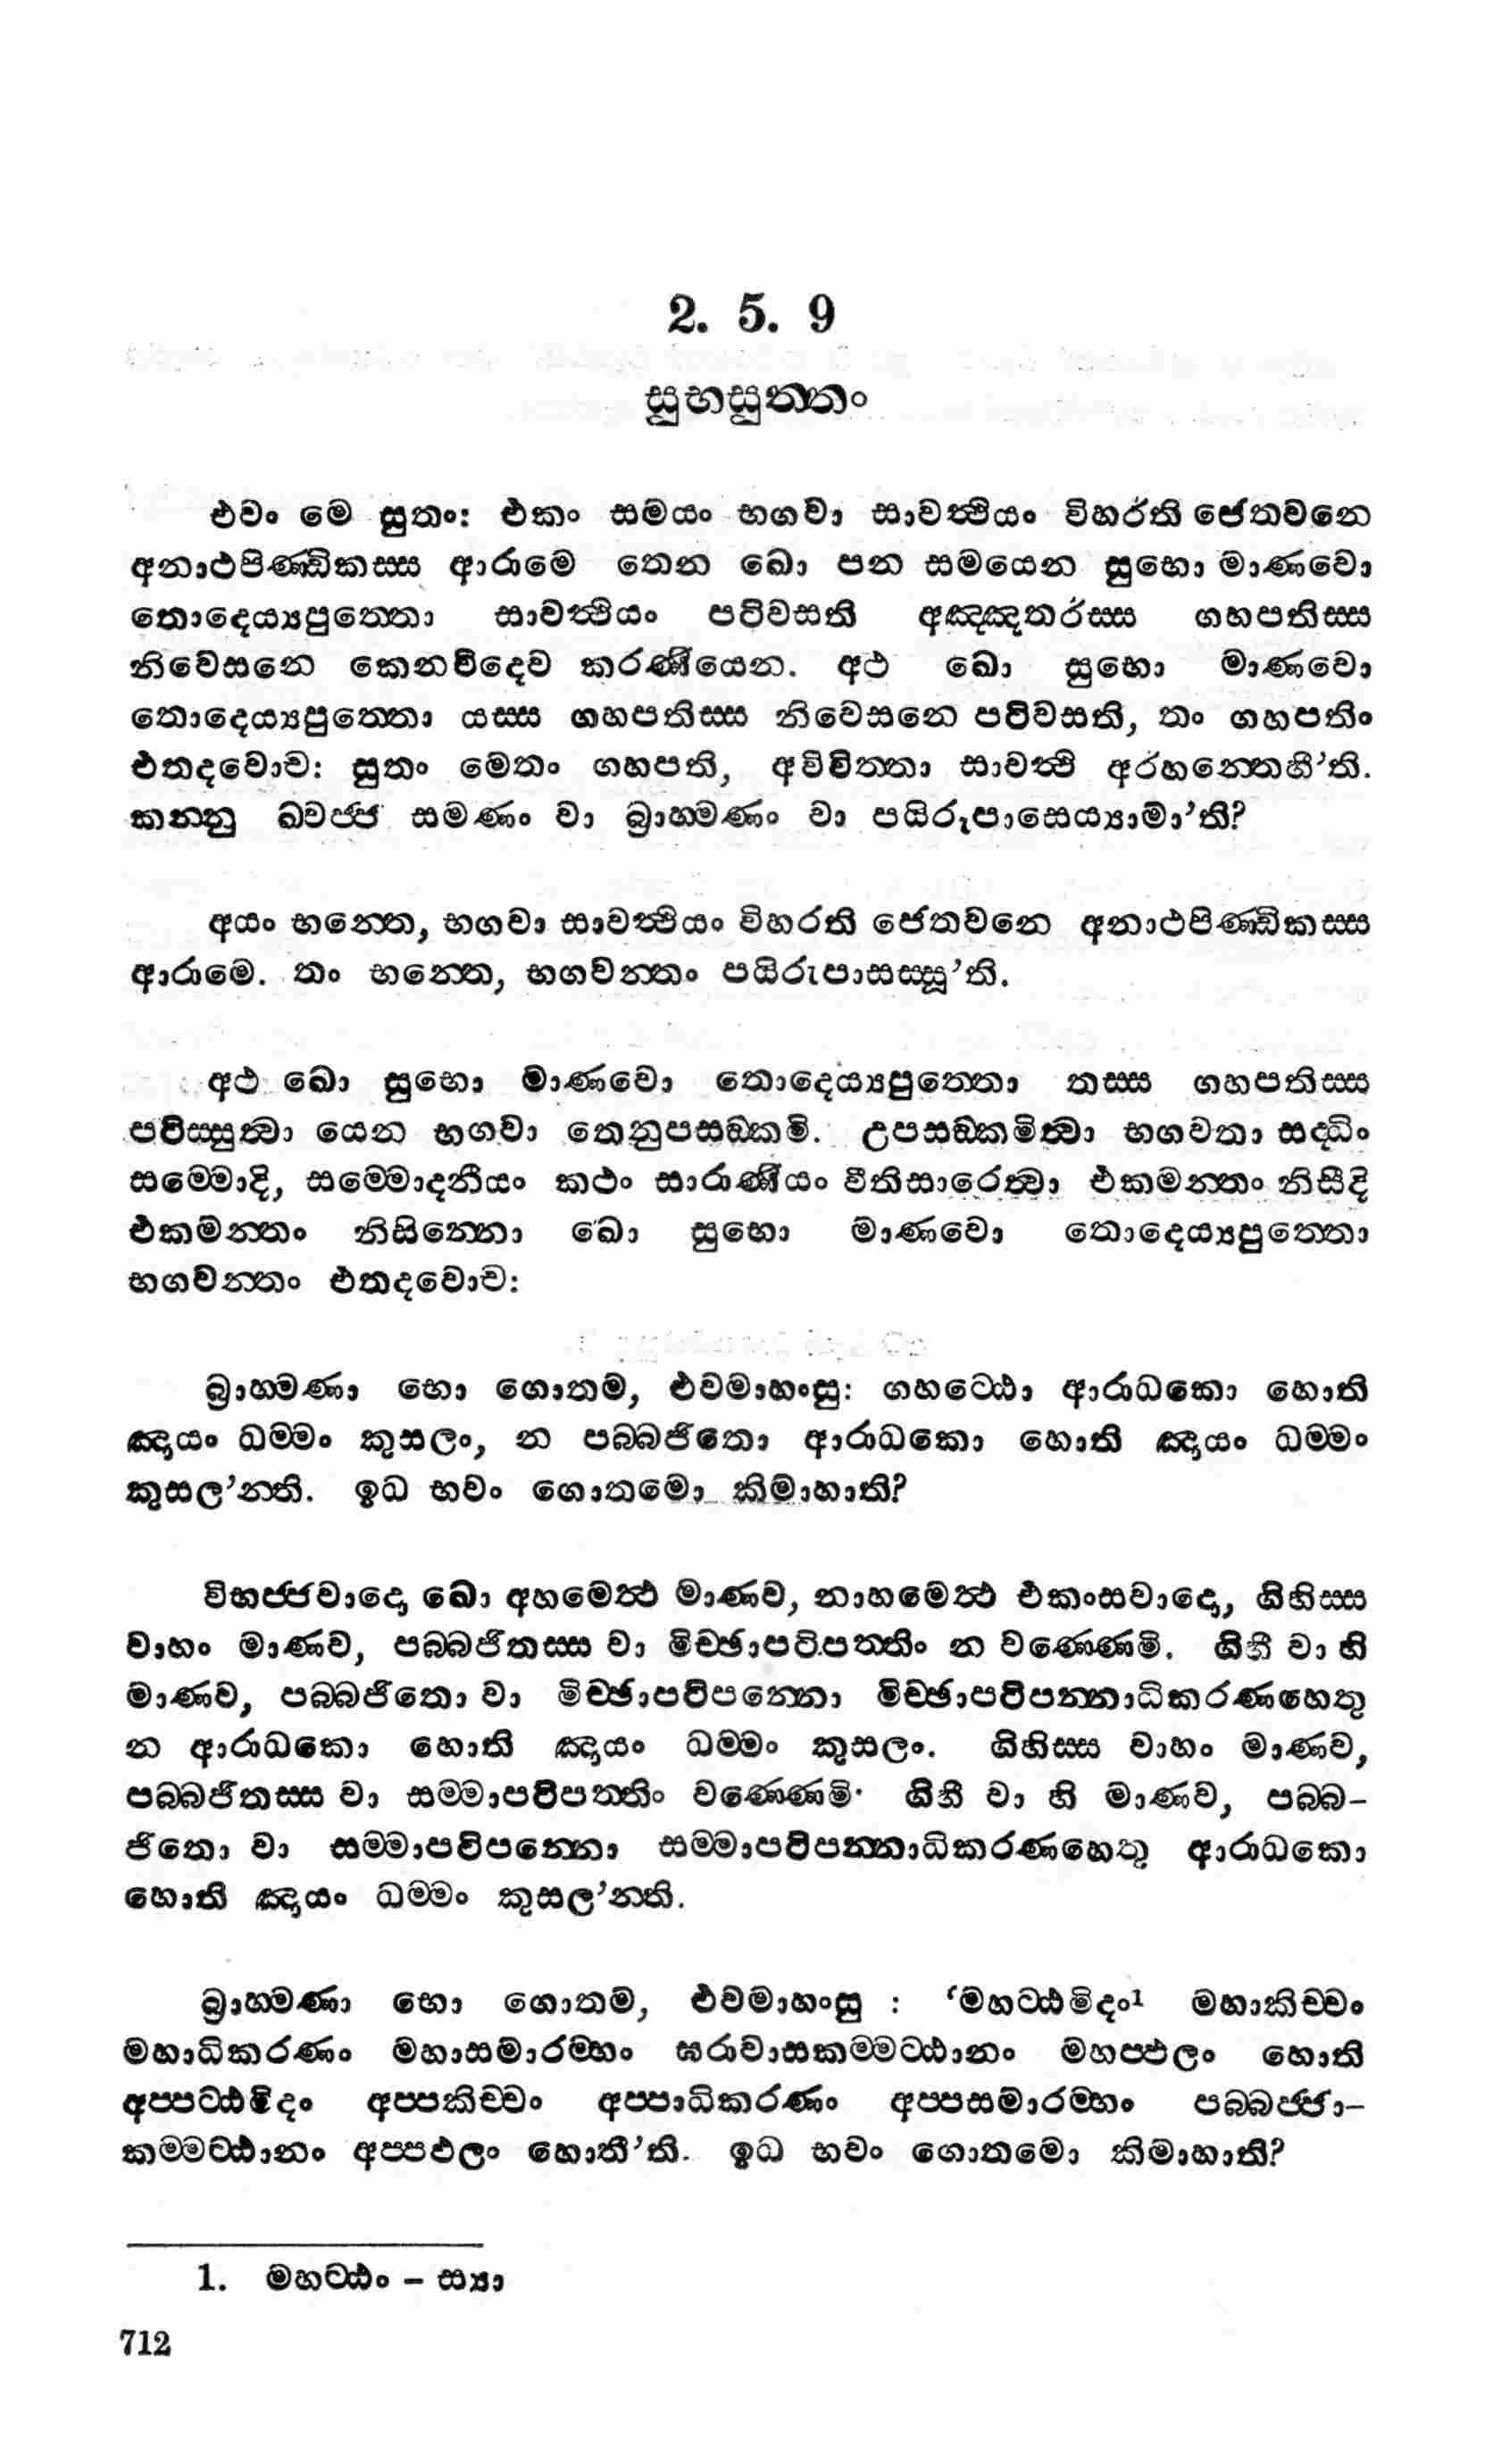 2. 5. 9
සුභසුත්තං
එවං මෙ සුතං: එකං සමයං භගවා සාවත්ථියං විහරති ජෙතවනෙ
අනාථපිණ්ඩිකස්ස ආරාමෙ තෙන ඛො පන සමයෙන සුභො මාණවො
තොදෙය්‍යපුත්තො සාවත්ථියං පටිවසති අඤ්ඤතරස්ස ගහපතිස්ස
නිවෙසනෙ කෙනචිදෙව කරණීයෙන. අථ ඛො සුභො මාණවො
තොදෙය්‍යපුත්තො යස්ස ගහපතිස්ස නිවෙසනෙ පටිවසති, තං ගහපතිං
එතදවොච: සුතං මෙතං ගහපති, අවිවිත්තා සාවත්ථි අරහන්තෙහී'ති.
කන්නු ඛවජ්ජ සමණං වා බ්‍රාහ්මණං වා පයිරුපාසෙය්‍යාමා'ති?
අයං භන්තෙ, භගවා සාවත්ථියං විහරති ජෙතවනෙ අනාථපිණ්ඩිකස්ස
ආරාමෙ. තං භන්තෙ, භගවන්තං පයිරුපාසස්සූ'ති.
අථ ඛො සුභො මාණවො තොදෙය්‍යපුත්තො තස්ස ගහපතිස්ස
පටිස්සුත්වා යෙන භගවා තෙනුපසඞ්කමි. උපසඞ්කමිත්වා භගවතා සද්ධිං
සම්මොදි, සම්මොදනීයං කථං සාරාණීයං වීතිසාරෙත්වා එකමන්තං නිසීදි
එකමන්තං නිසින්නො ඛො සුභො මාණවො තොදෙය්‍යපුත්තො
භගවන්තං එතදවොච:
බ්‍රාහ්මණා භො ගොතම, එවමාහංසු: ගහට්ඨො ආරාධකො හොති
ඤායං ධම්මං කුසලං, න පබ්බජිතො ආරාධකො හොති ඤායං ධම්මං
කුසල'න්ති. ඉධ භවං ගොතමො කිමාහාති?
විභජ්ජවාදො ඛො අහමෙත්ථ මාණව, නාහමෙත්ථ එකංසවාදො, ගිහිස්ස
වාහං මාණව, පබ්බජිතස්ස වා මිච්ඡාපටිපත්තිං න වණ්ණෙමි. ගිහී වා හි
මාණව, පබ්බජිතො වා මිච්ඡාපටිපන්නො මිච්ඡාපටිපත්තාධිකරණහෙතු
න ආරාධකො හොති ඤායං ධම්මං කුසලං. ගිහිස්ස වාහං මාණව,
පබ්බජිතස්ස වා සම්මාපටිපත්තිං වණ්ණෙමි. ගිහී වා හි මාණව, පබ්බ-
ජිතො වා සම්මාපටිපන්නො සම්මාපටිපත්තාධිකරණහෙතු ආරාධකො
හොති ඤායං ධම්මං කුසල'න්ති.
බ්‍රාහ්මණා භො ගොතම, එවමාහංසු : ‘මහට්ඨමිදං1 මහාකිච්චං
මහාධිකරණං මහාසමාරම්භං ඝරාවාසකම්මට්ඨානං මහප්ඵලං හොති
අප්පට්ඨමිදං අප්පකිච්චං අප්පාධිකරණං අප්පසමාරම්භං පබ්බජ්ජා-
කම්මට්ඨානං අප්පඵලං හොතී'ති. ඉධ භවං ගොතමො කිමාහාති?
1. මහට්ඨං - ස්‍යා
712